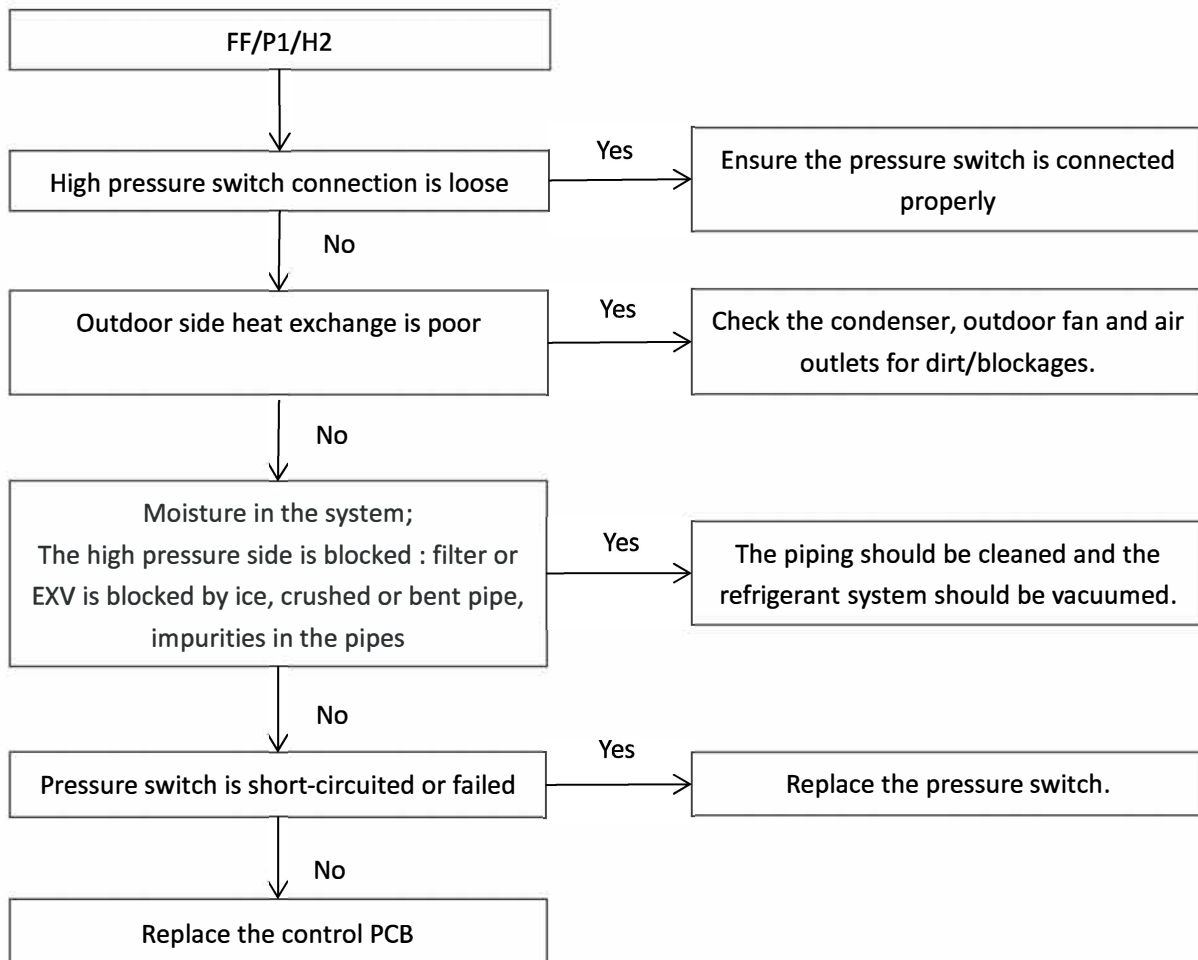 FF/P1/H2
Yes
High pressure switch connection is loose
Ensure the pressure switch is connected
properly
No
Yes
Outdoor side heat exchange is poor
Check the condenser, outdoor fan and air
outlets for dirt/blockages.
No
Moisture in the system;
The high pressure side is blocked : filter or
EXV is blocked by ice, crushed or bent pipe,
impurities in the pipes
Yes
The piping should be cleaned and the
refrigerant system should be vacuumed.
No
Yes
Pressure switch is short-circuited or failed
Replace the pressure switch.
No
Replace the control PCB